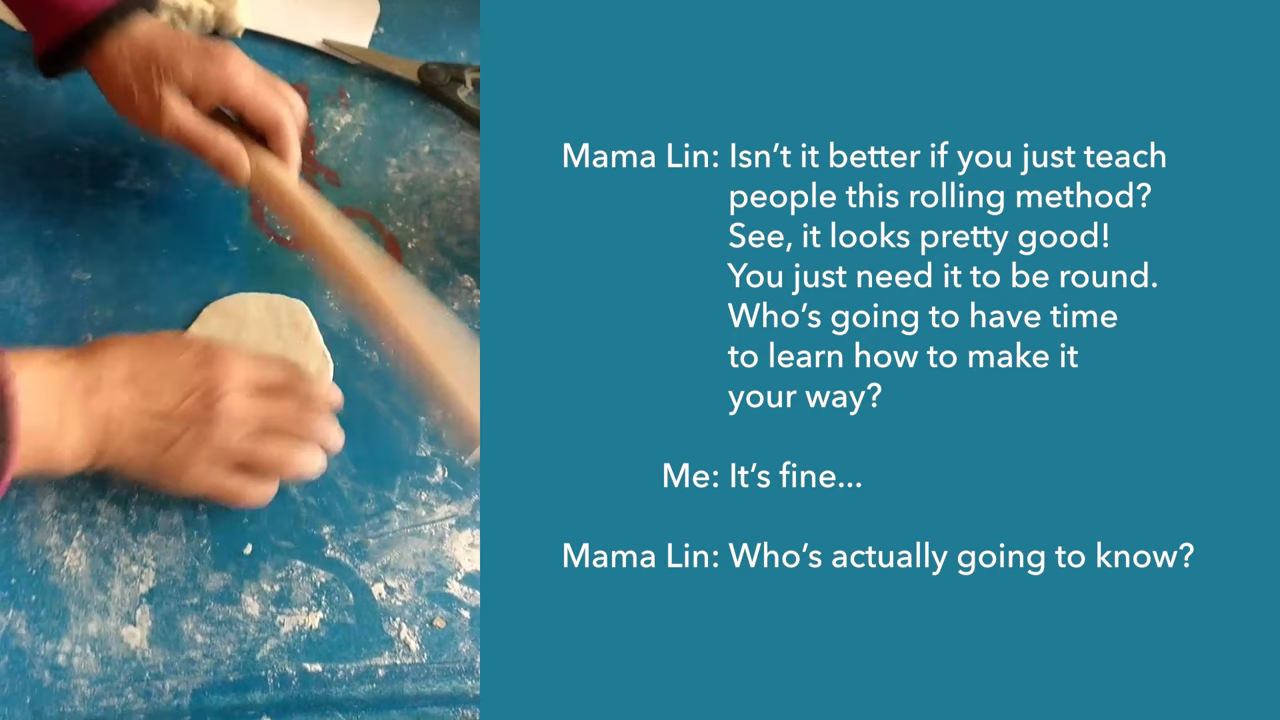 Mama Lin: Isn’t it better if you just teach
people this rolling method?
See, it looks pretty good!
You just need it to be round.
Who’s going to have time
to learn how to make it
your way?
Me: It’s fine...
Mama Lin: Who’s actually going to know?